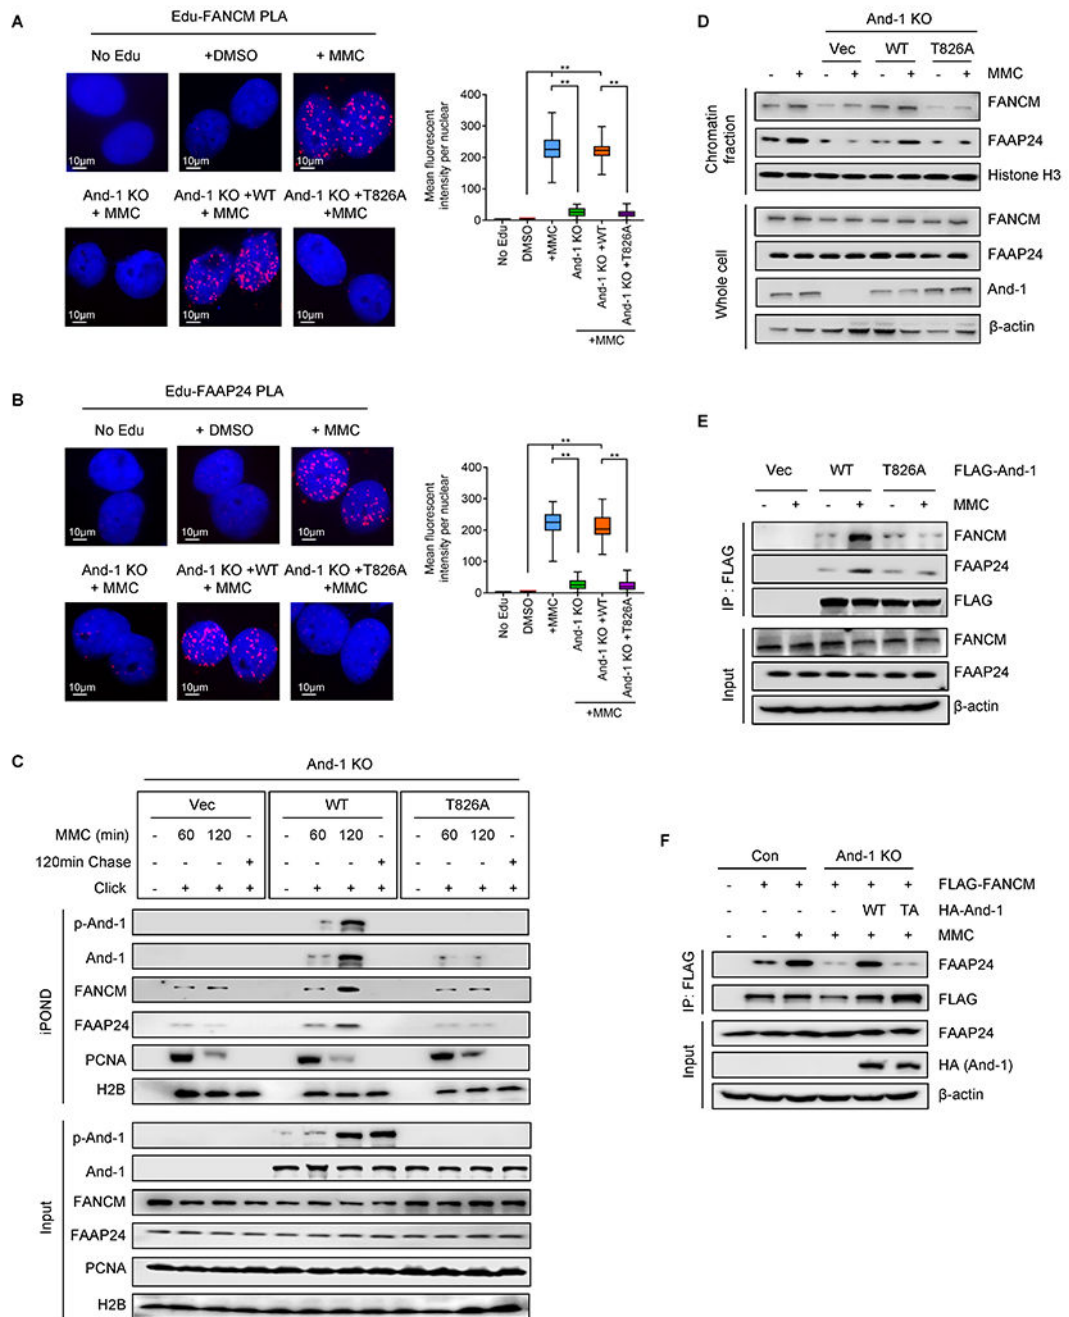 A
Edu-FANCM PLA
No Edu
+DMSO
+ MMC
10μm
10μm
10μm
And-1 KO
+ MMC
And-1 KO +WT
+ MMC
And-1 KO +T826A
+MMC
10μm
10μm
10μm
Mean fluorescent
intensity per nuclear
400
300
200
100
0
**
**
**
No Edu
DMSO
+MMC
And-1 KO
And-1 KO +WT
And-1 KO +T826A
+MMC
B
Edu-FAAP24 PLA
No Edu
+ DMSO
+ MMC
10μm
10μm
10μm
And-1 KO
+ MMC
And-1 KO +WT
+ MMC
And-1 KO +T826A
+MMC
10μm
10μm
10μm
Mean fluorescent
intensity per nuclear
400
300
200
100
0
**
**
**
No Edu
DMSO
+MMC
And-1 KO
And-1 KO +WT
And-1 KO +T826A
+MMC
C
And-1 KO
Vec
WT
T826A
MMC (min) - 60 120 - - 60 120 - - 60 120 -
120min Chase - - - + - - - + - - - +
Click - + + + - + + + - + + +
iPOND
p-And-1
And-1
FANCM
FAAP24
PCNA
H2B
Input
p-And-1
And-1
FANCM
FAAP24
PCNA
H2B
D
And-1 KO
Vec WT T826A
- + - + - + - + MMC
Chromatin
fraction
FANCM
FAAP24
Histone H3
Whole cell
FANCM
FAAP24
And-1
β-actin
E
Vec WT T826A FLAG-And-1
- + - + - + MMC
IP : FLAG
FANCM
FAAP24
FLAG
Input
FANCM
FAAP24
β-actin
F
Con And-1 KO
- + + + + + FLAG-FANCM
- - - - WT TA HA-And-1
- - + + + + MMC
IP: FLAG
FAAP24
FLAG
Input
FAAP24
HA (And-1)
β-actin